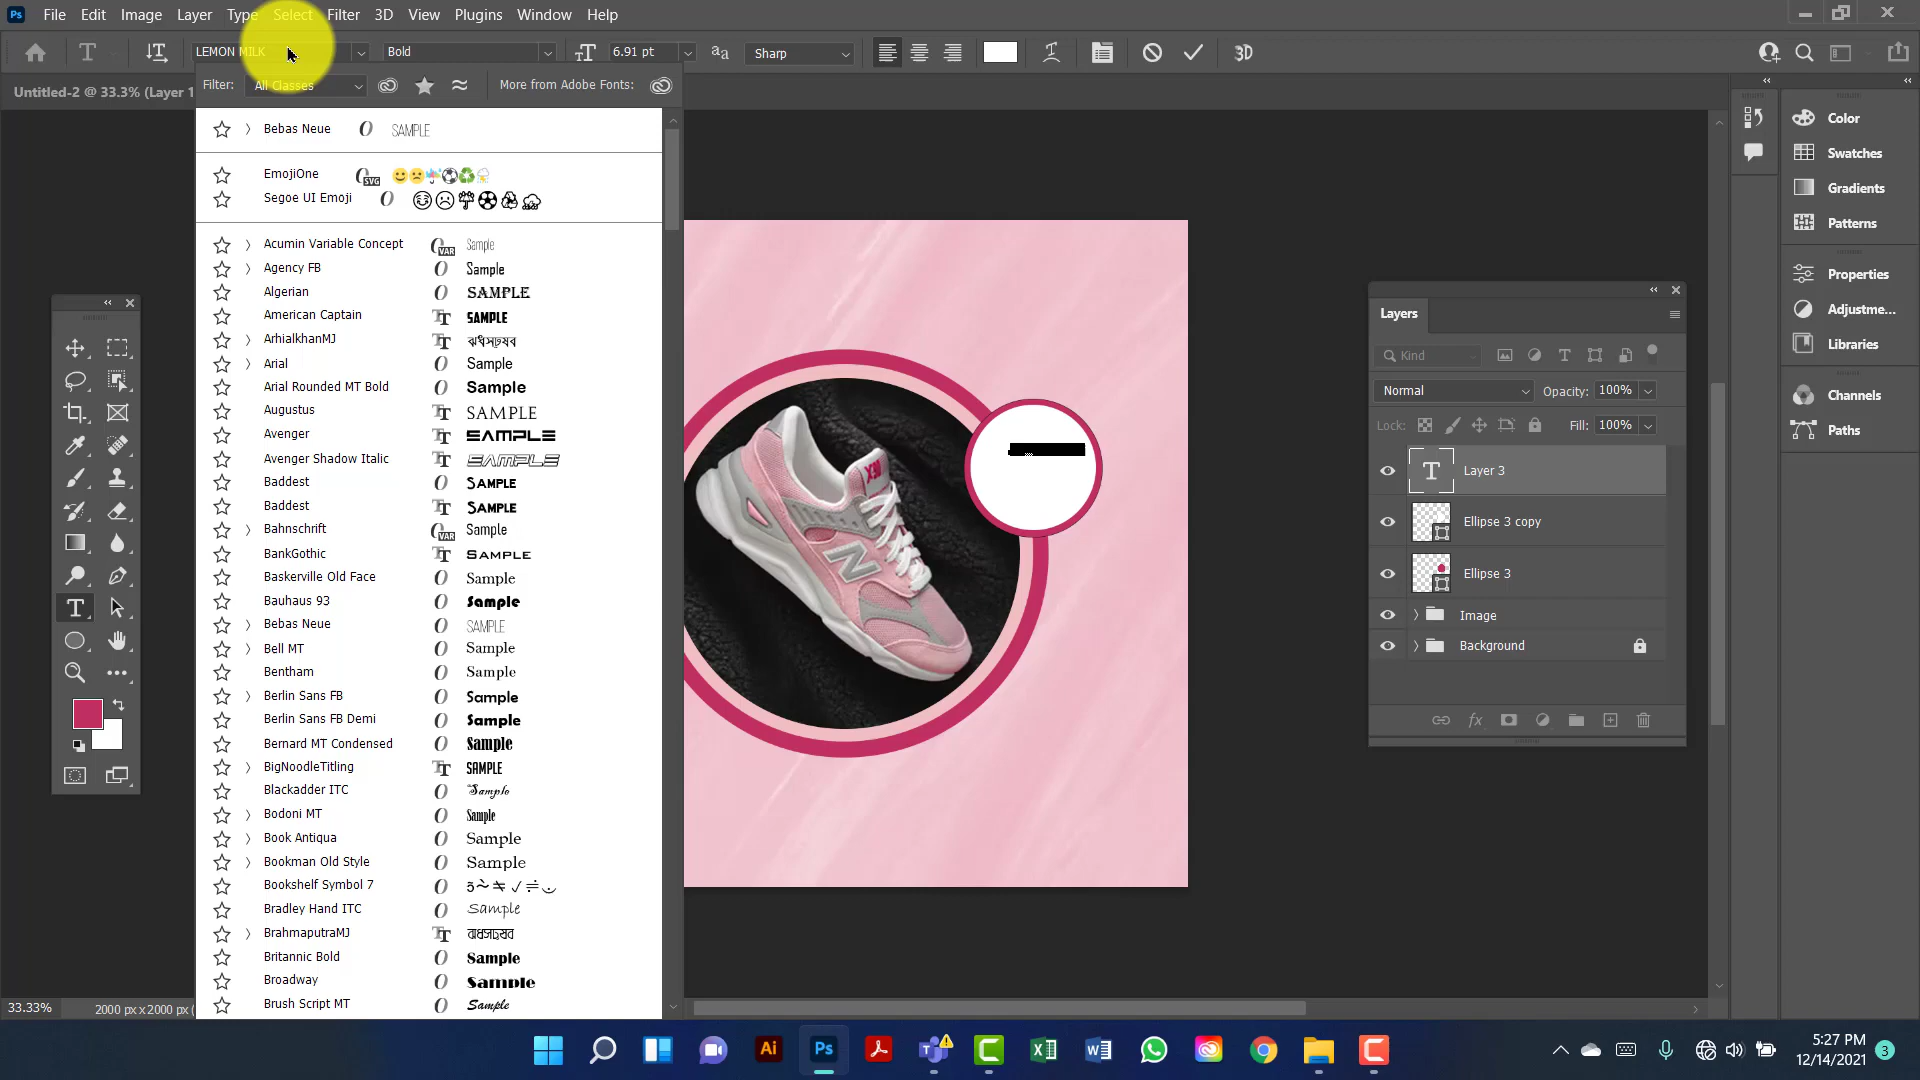 File Edit Image Layer Type Select Filter 3D View Plugins Window Help
LEMON MILK Bold 6.91 pt Sharp 3D
Untitled-2 @ 33.3% (Layer 1
Filter: All Classes More from Adobe Fonts:
Bebas Neue SAMPLE
EmojiOne
Segoe UI Emoji
Acumin Variable Concept Sample
Agency FB Sample
Algerian SAMPLE
American Captain SAMPLE
ArhialkhanMJ
Arial Sample
Arial Rounded MT Bold Sample
Augustus SAMPLE
Avenger SAMPLE
Avenger Shadow Italic SAMPLE
Baddest SAMPLE
Baddest SAMPLE
Bahnschrift Sample
BankGothic SAMPLE
Baskerville Old Face Sample
Bauhaus 93 Sample
Bebas Neue SAMPLE
Bell MT Sample
Bentham Sample
Berlin Sans FB Sample
Berlin Sans FB Demi Sample
Bernard MT Condensed Sample
BigNoodleTitling SAMPLE
Blackadder ITC Sample
Bodoni MT Sample
Book Antiqua Sample
Bookman Old Style Sample
Bookshelf Symbol 7
Bradley Hand ITC Sample
BrahmaputraMJ
Britannic Bold Sample
Broadway Sample
Brush Script MT Sample
Color
Swatches
Gradients
Patterns
Properties
Adjustme...
Libraries
Channels
Paths
Layers
Kind
Normal Opacity: 100%
Lock: Fill: 100%
Layer 3
Ellipse 3 copy
Ellipse 3
Image
Background
33.33% 2000 px x 2000 px (
5:27 PM
12/14/2021
3